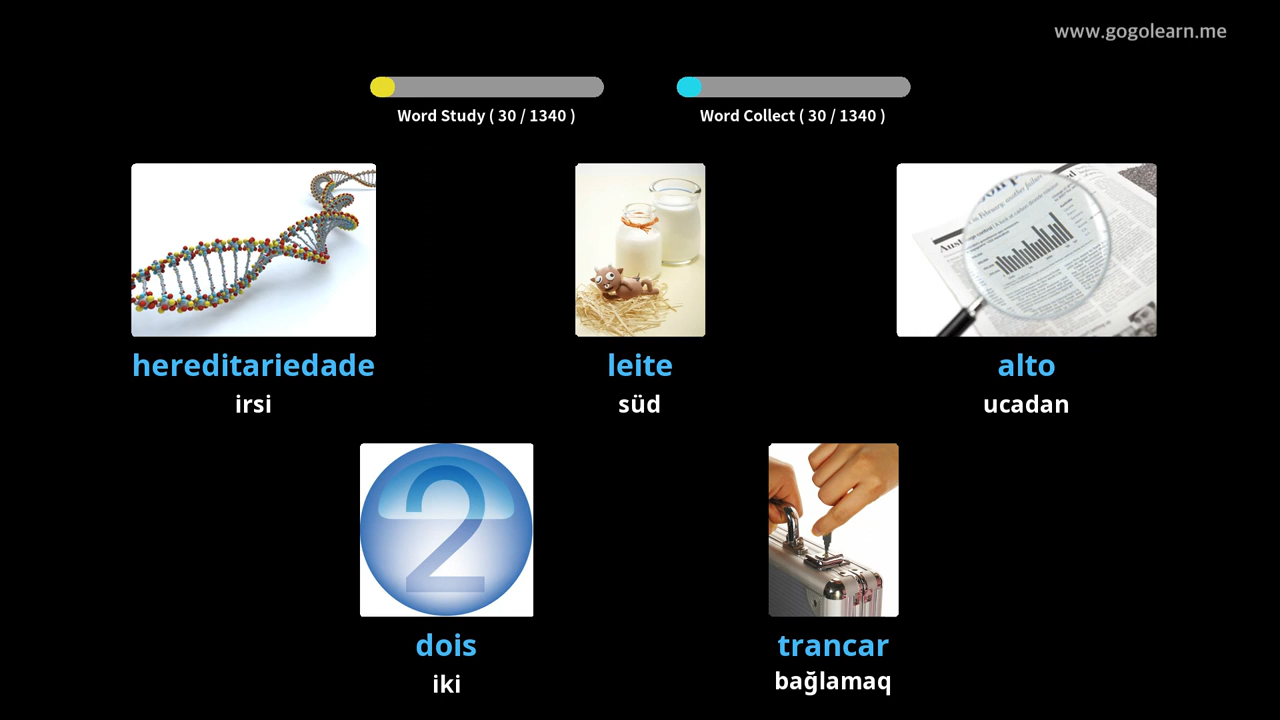 www.gogolearn.me
Word Study ( 30 / 1340 )
Word Collect ( 30 / 1340 )
hereditariedade
irsi
leite
süd
alto
ucadan
2
dois
iki
trancar
bağlamaq